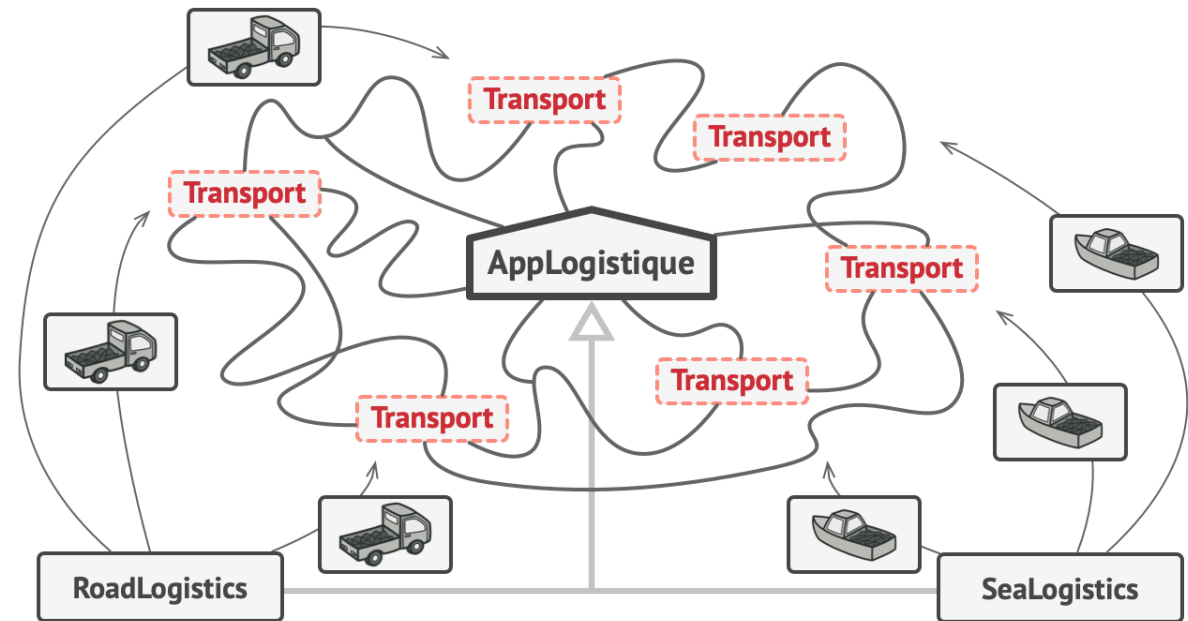 Transport
Transport
Transport
AppLogistique
Transport
Transport
Transport
RoadLogistics
SeaLogistics